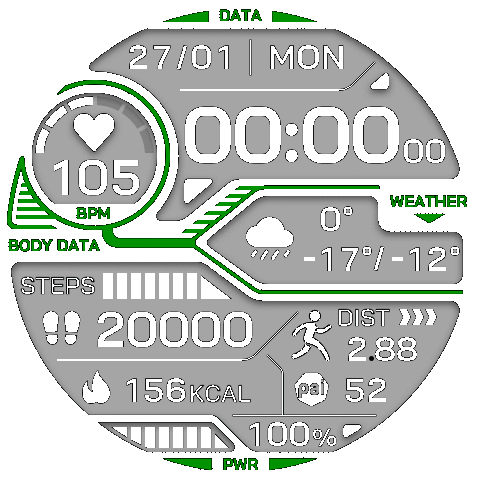 DATA
27/01 | MON
00:00 00
105
BPM
WEATHER
0°
-17°/-12°
BODY DATA
STEPS
20000
DIST
2.88
156KCAL
pai 52
100%
PWR